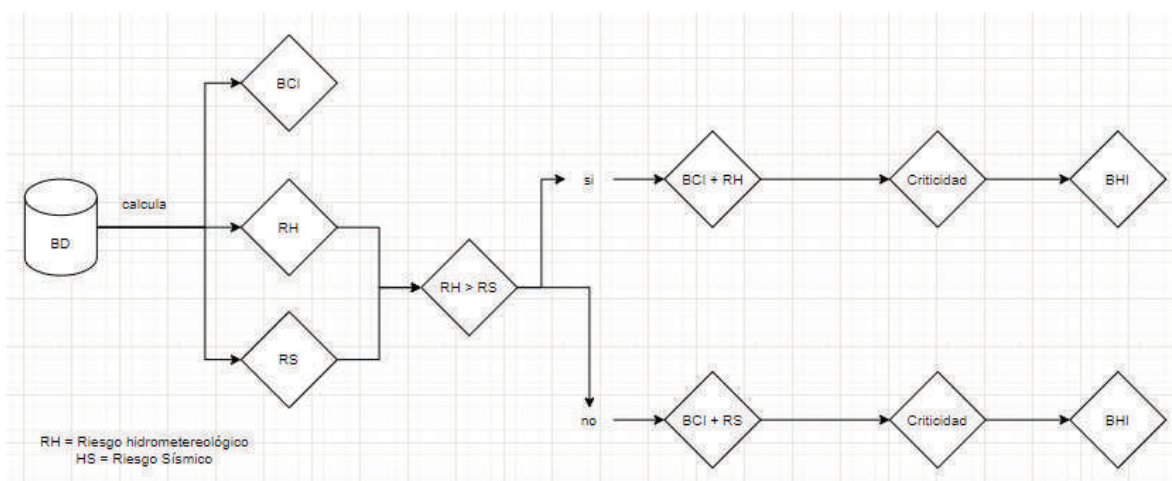 BCI
si
BCI + RH
Criticidad
BHI
calcula
BD
RH
RH > RS
RS
no
BCI + RS
Criticidad
BHI
RH = Riesgo hidrometereológico
HS = Riesgo Sísmico